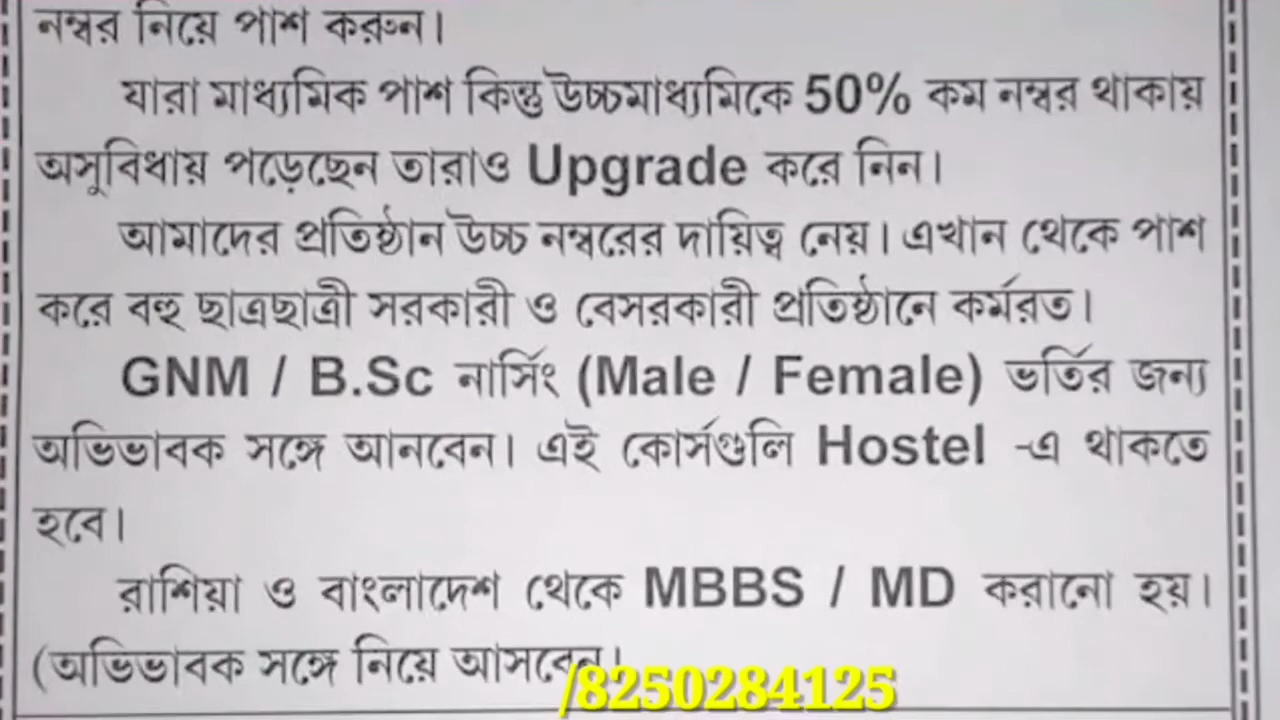 নম্বর নিয়ে পাশ করুন।
যারা মাধ্যমিক পাশ কিন্তু উচ্চমাধ্যমিকে 50% কম নম্বর থাকায়
অসুবিধায় পড়েছেন তারাও Upgrade করে নিন।
আমাদের প্রতিষ্ঠান উচ্চ নম্বরের দায়িত্ব নেয়। এখান থেকে পাশ
করে বহু ছাত্রছাত্রী সরকারী ও বেসরকারী প্রতিষ্ঠানে কর্মরত।
GNM / B.Sc নার্সিং (Male / Female) ভর্তির জন্য
অভিভাবক সঙ্গে আনবেন। এই কোর্সগুলি Hostel -এ থাকতে
হবে।
রাশিয়া ও বাংলাদেশ থেকে MBBS / MD করানো হয়।
(অভিভাবক সঙ্গে নিয়ে আসবেন।
/8250284125